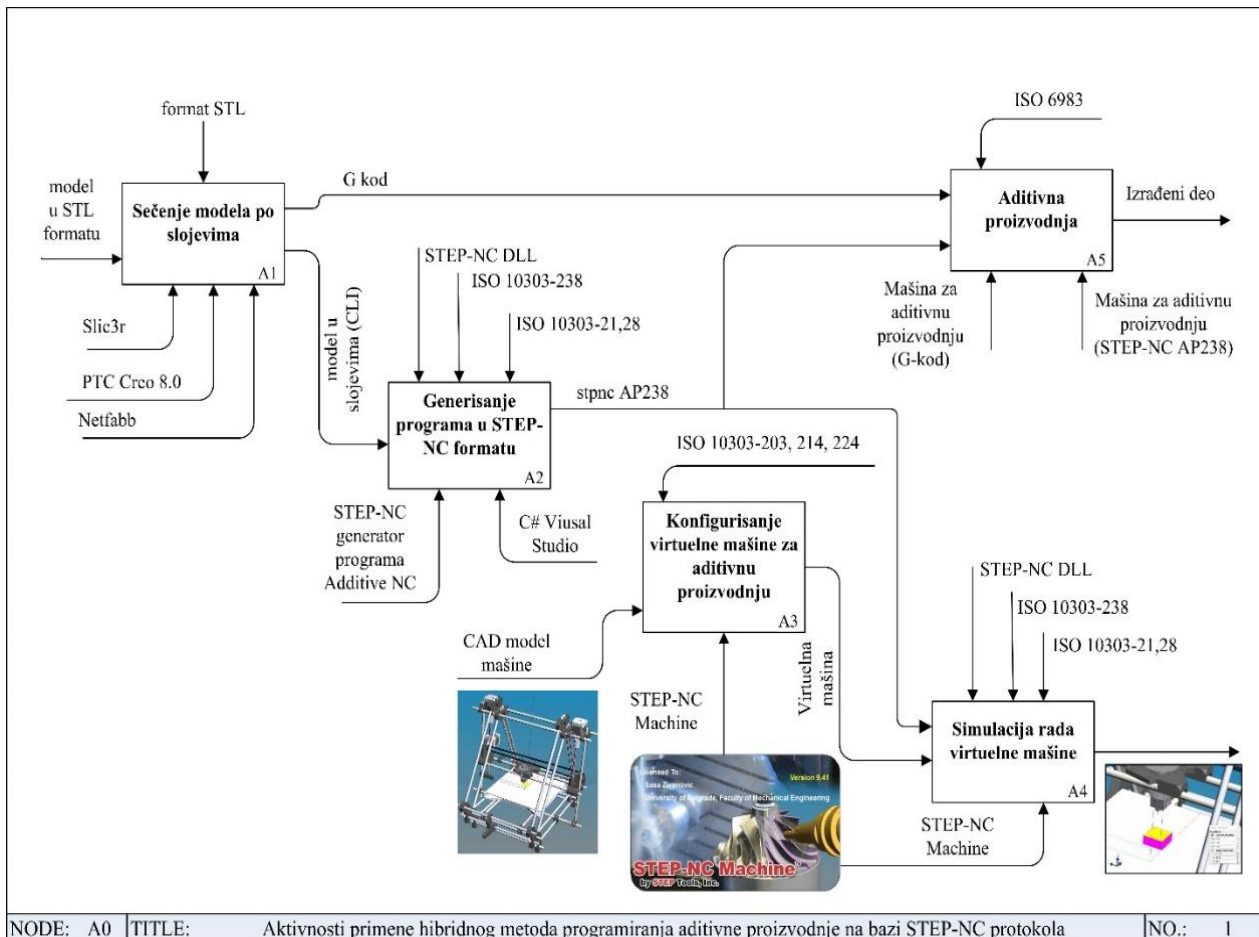 format STL
model
u STL
formatu
Sečenje modela po
slojevima
A1
G kod
Slic3r
PTC Creo 8.0
Netfabb
model u
slojevima (CLI)
STEP-NC DLL
ISO 10303-238
ISO 10303-21,28
Generisanje
programa u STEP-
NC formatu
A2
stpnc AP238
STEP-NC
generator
programa
Additive NC
C# Viusal
Studio
ISO 6983
Aditivna
proizvodnja
A5
Izrađeni deo
Mašina za
aditivnu
proizvodnju
(G-kod)
Mašina za aditivnu
proizvodnju
(STEP-NC AP238)
ISO 10303-203, 214, 224
Konfigurisanje
virtuelne mašine za
aditivnu
proizvodnju
A3
CAD model
mašine
STEP-NC
Machine
Virtuelna
mašina
STEP-NC DLL
ISO 10303-238
ISO 10303-21,28
Simulacija rada
virtuelne mašine
A4
STEP-NC
Machine
Licensed To:
Sasa Zivanovic
University of Belgrade, Faculty of Mechanical Engineering
Version 9.41
STEP-NC Machine
by STEP Tools, Inc.
NODE: A0 TITLE: Aktivnosti primene hibridnog metoda programiranja aditivne proizvodnje na bazi STEP-NC protokola NO.: 1